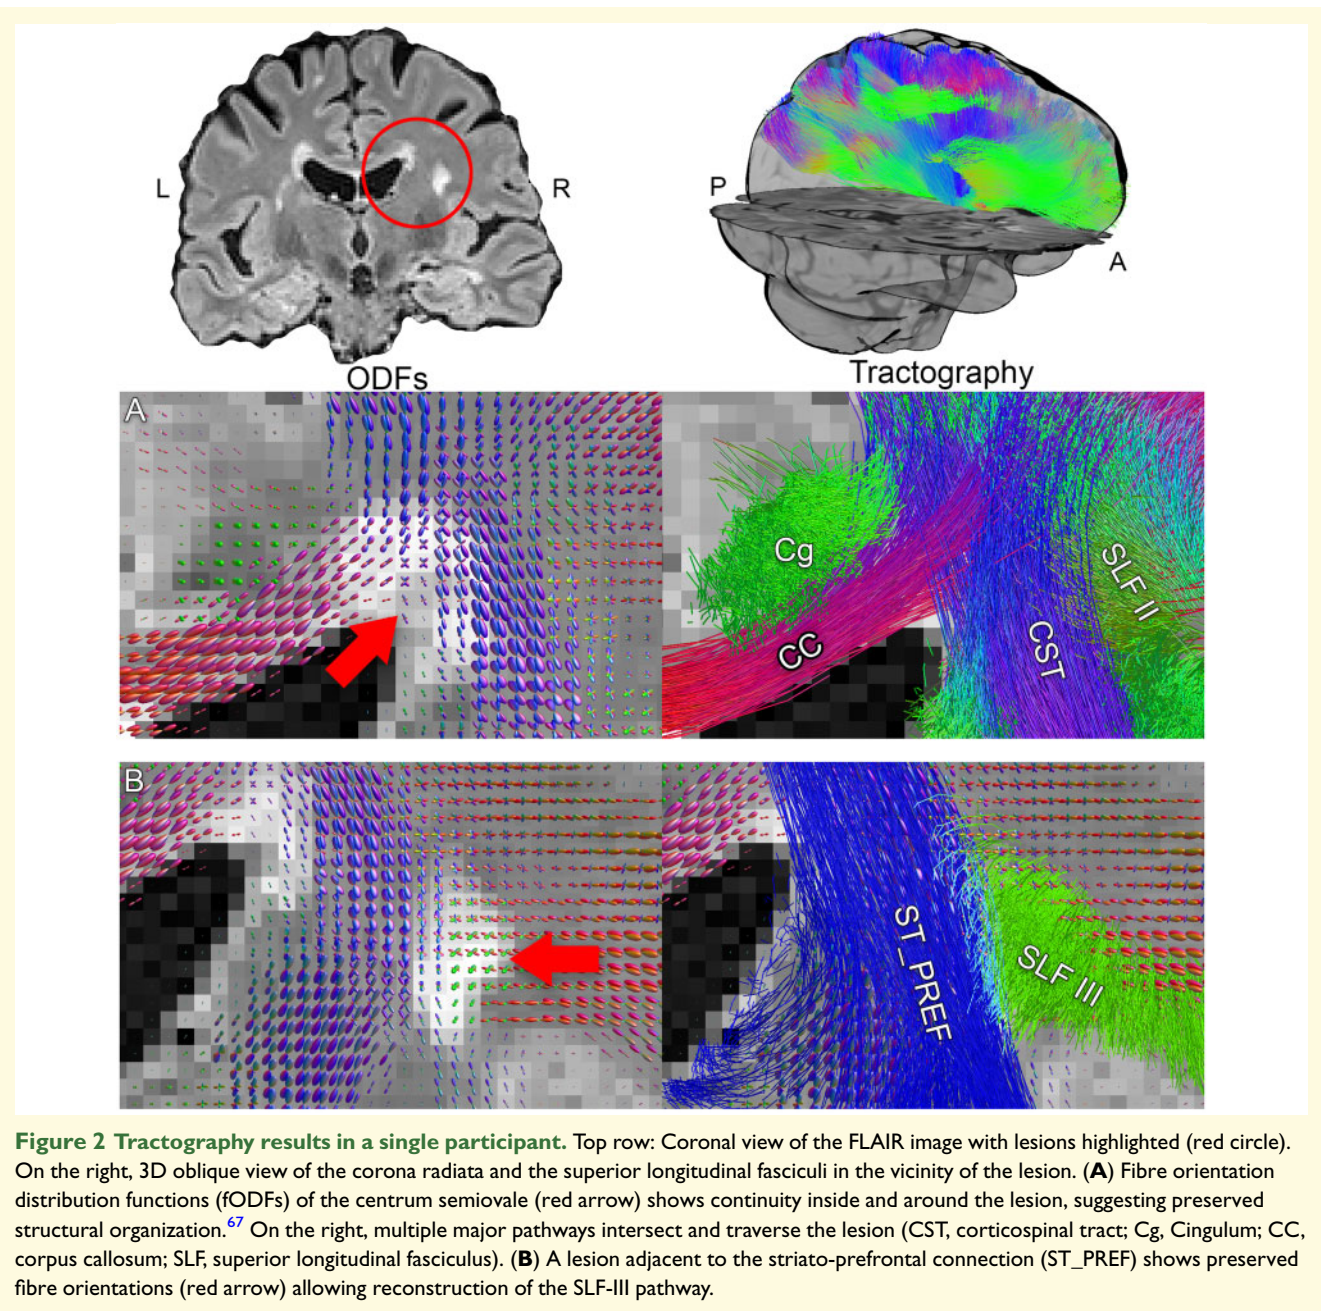 L
R
P
A
ODFs
Tractography
A
Cg
CC
CST
SLF II
B
ST_PREF
SLF III
Figure 2 Tractography results in a single participant. Top row: Coronal view of the FLAIR image with lesions highlighted (red circle).
On the right, 3D oblique view of the corona radiata and the superior longitudinal fasciculi in the vicinity of the lesion. (A) Fibre orientation
distribution functions (fODFs) of the centrum semiovale (red arrow) shows continuity inside and around the lesion, suggesting preserved
structural organization.67 On the right, multiple major pathways intersect and traverse the lesion (CST, corticospinal tract; Cg, Cingulum; CC,
corpus callosum; SLF, superior longitudinal fasciculus). (B) A lesion adjacent to the striato-prefrontal connection (ST_PREF) shows preserved
fibre orientations (red arrow) allowing reconstruction of the SLF-III pathway.